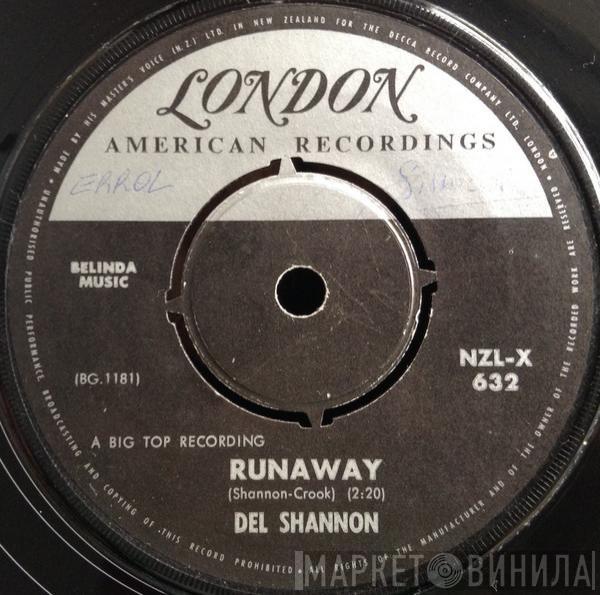 MADE BY HIS MASTER'S VOICE (N.Z.) LTD. IN NEW ZEALAND FOR THE DECCA RECORD COMPANY LTD. LONDON
LONDON
AMERICAN RECORDINGS
ERROL
BELINDA
MUSIC
(BG.1181)
NZL-X
632
A BIG TOP RECORDING
RUNAWAY
(Shannon-Crook) (2:20)
DEL SHANNON
UNAUTHORISED PUBLIC PERFORMANCE, BROADCASTING AND COPYING OF THIS RECORD PROHIBITED • ALL RIGHTS OF THE MANUFACTURER AND OF THE OWNER OF THE RECORDED WORK ARE RESERVED
МАРКЕТ ВИНИЛА